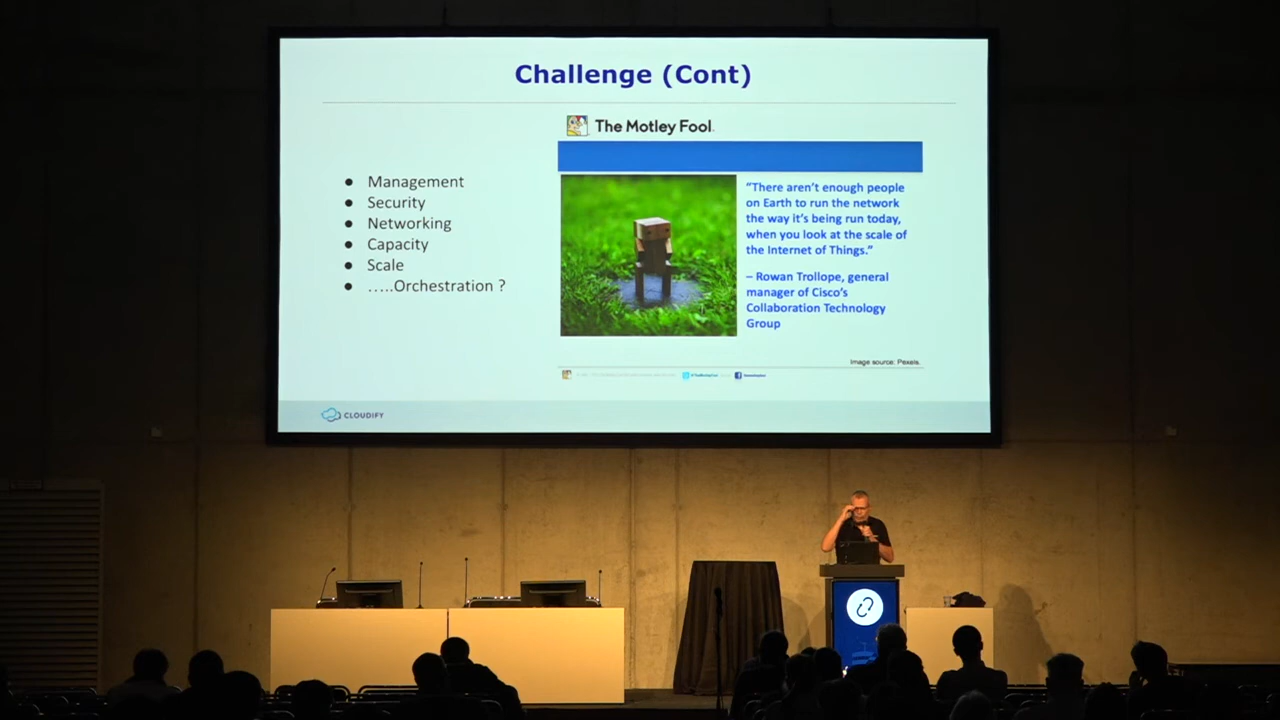 Challenge (Cont)
The Motley Fool.
● Management
● Security
● Networking
● Capacity
● Scale
● …..Orchestration ?
“There aren’t enough people
on Earth to run the network
the way it’s being run today,
when you look at the scale of
the Internet of Things.”
– Rowan Trollope, general
manager of Cisco’s
Collaboration Technology
Group
Image source: Pexels.
CLOUDIFY